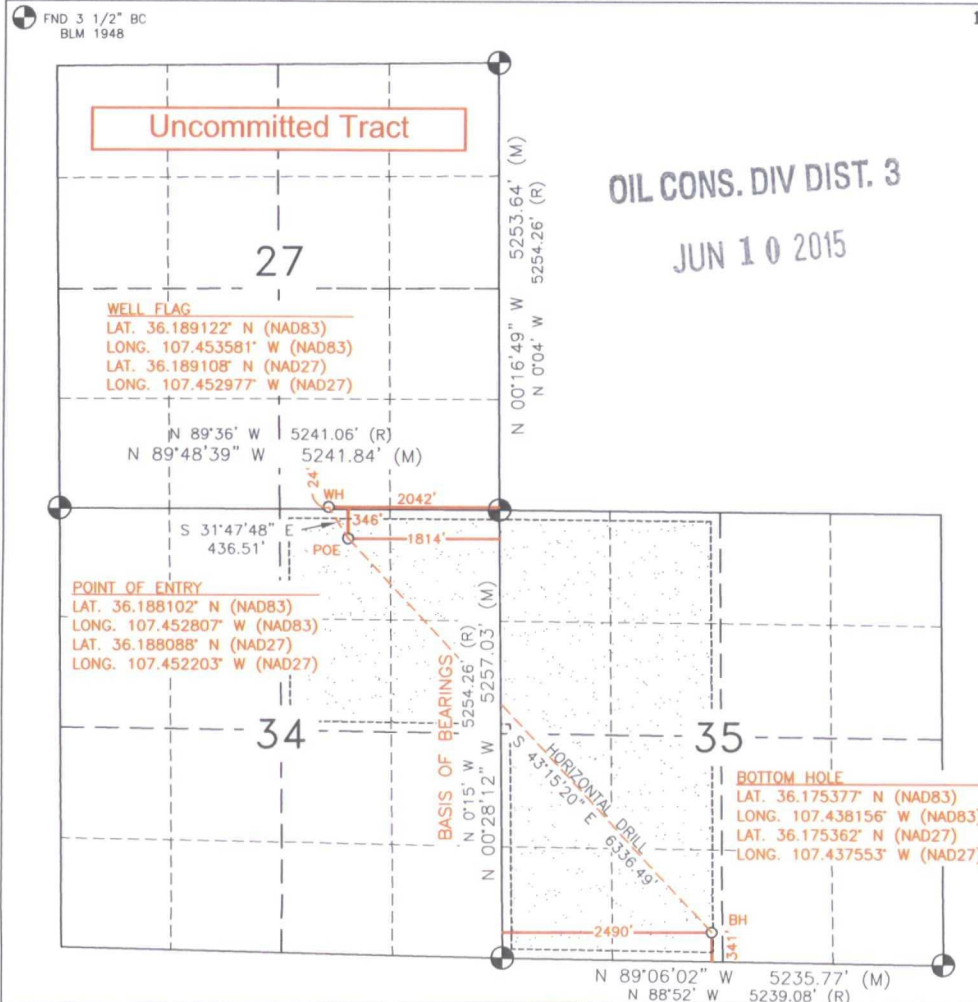 FND 3 1/2" BC
BLM 1948
1
Uncommitted Tract
OIL CONS. DIV DIST. 3
JUN 10 2015
N 00°16'49" W 5253.64' (M)
N 0°04' W 5254.26' (R)
27
WELL FLAG
LAT. 36.189122° N (NAD83)
LONG. 107.453581° W (NAD83)
LAT. 36.189108° N (NAD27)
LONG. 107.452977° W (NAD27)
N 89°36' W 5241.06' (R)
N 89°48'39" W 5241.84' (M)
24'
WH
2042'
S 31°47'48" E
436.51'
346'
POE
1814'
POINT OF ENTRY
LAT. 36.188102° N (NAD83)
LONG. 107.452807° W (NAD83)
LAT. 36.188088° N (NAD27)
LONG. 107.452203° W (NAD27)
BASIS OF BEARINGS
N 0°15' W 5254.26' (R)
N 00°28'12" W 5257.03' (M)
34
35
HORIZONTAL DRILL
S 43°15'20" E 6336.49'
BOTTOM HOLE
LAT. 36.175377° N (NAD83)
LONG. 107.438156° W (NAD83)
LAT. 36.175362° N (NAD27)
LONG. 107.437553° W (NAD27)
BH
2490'
341'
N 89°06'02" W 5235.77' (M)
N 88°52' W 5239.08' (R)